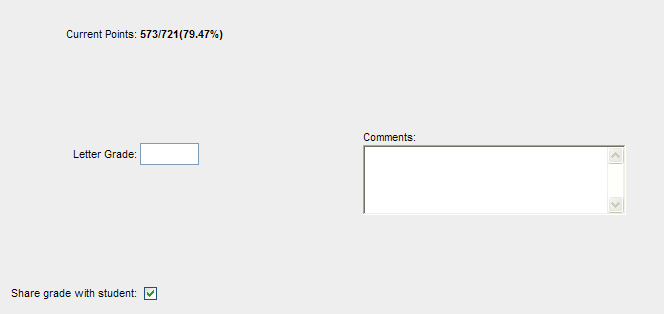 Current Points: 573/721(79.47%)
Comments:
Letter Grade:
Share grade with student: